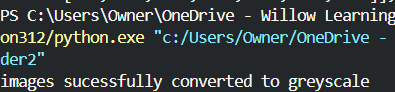 PS C:\Users\Owner\OneDrive - Willow Learning
on312/python.exe "c:/Users/Owner/OneDrive -
der2"
images sucessfully converted to greyscale